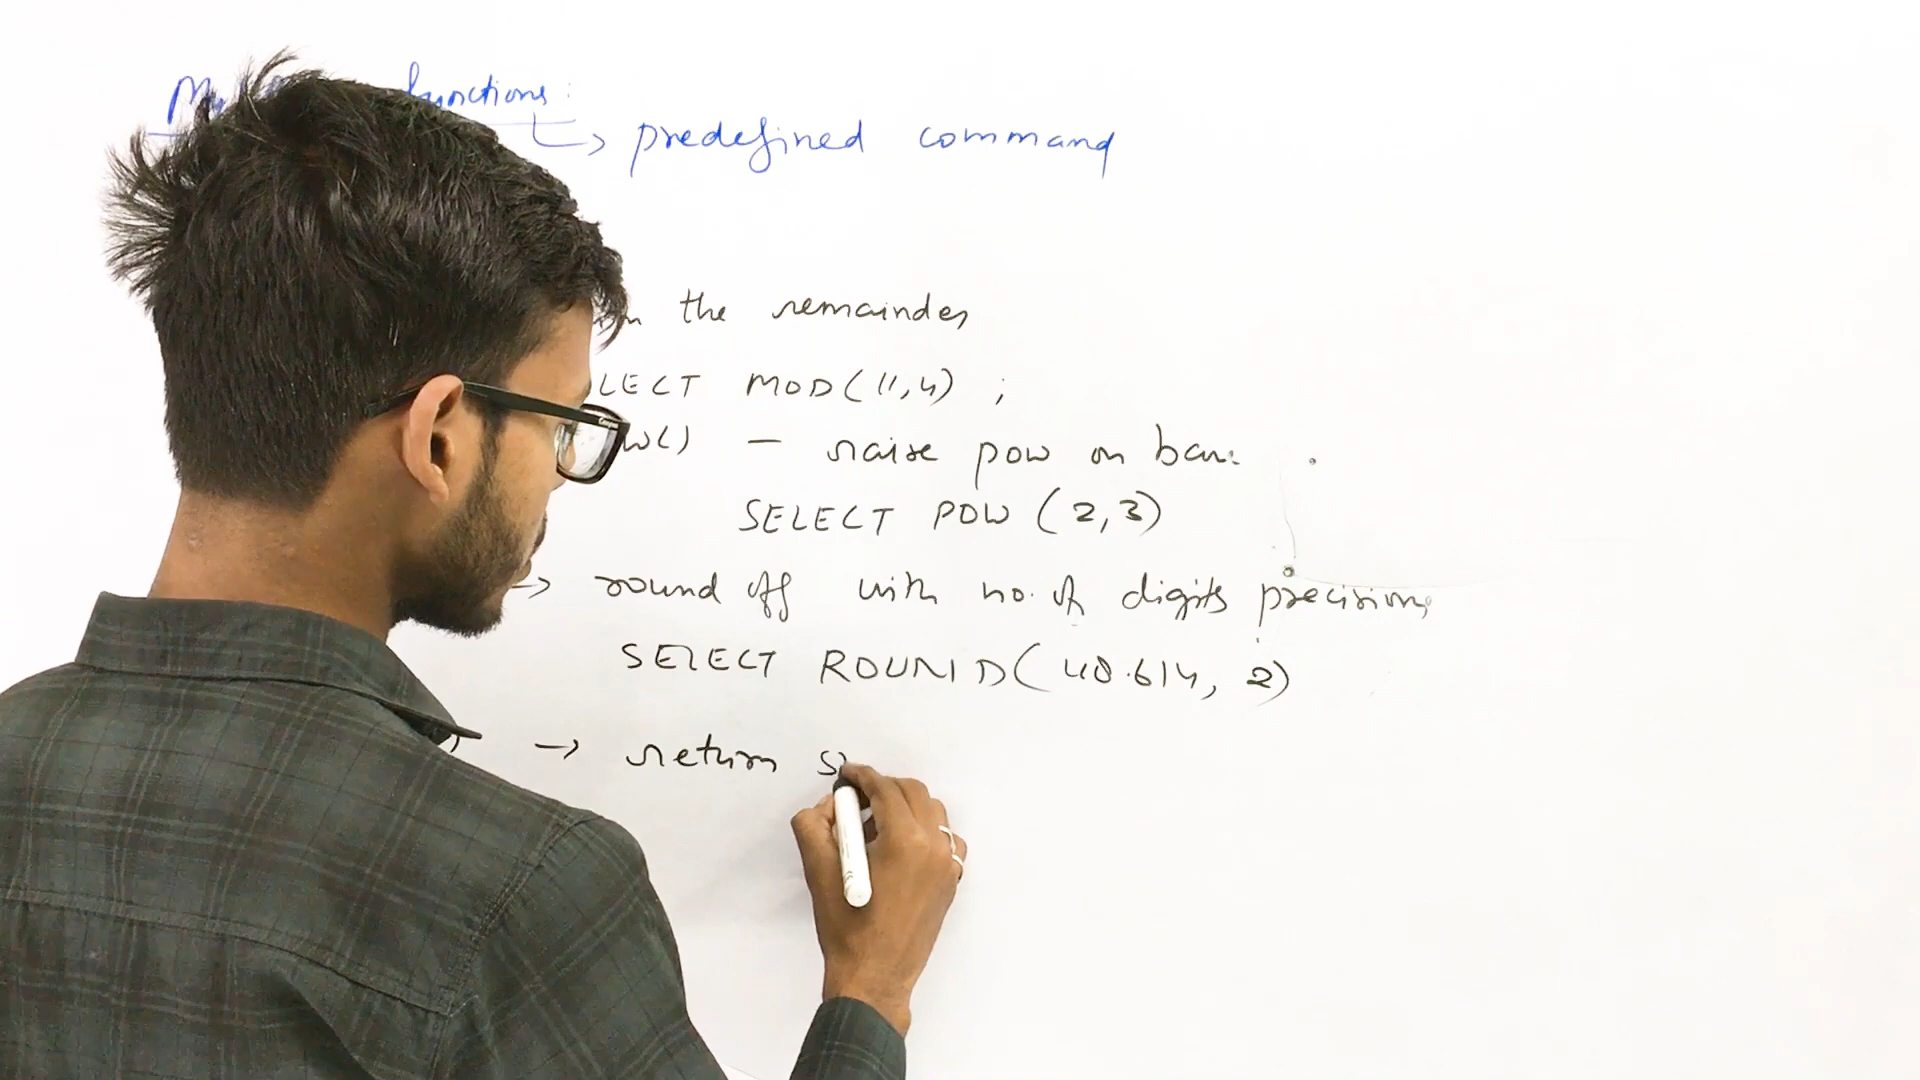 functions:
predefined command
the remainder
LECT MOD(11,4) ;
W() - raise pow on base
SELECT POW (2,3)
→ round off with no. of digits precision
SELECT ROUND(48.614, 2)
→ return s